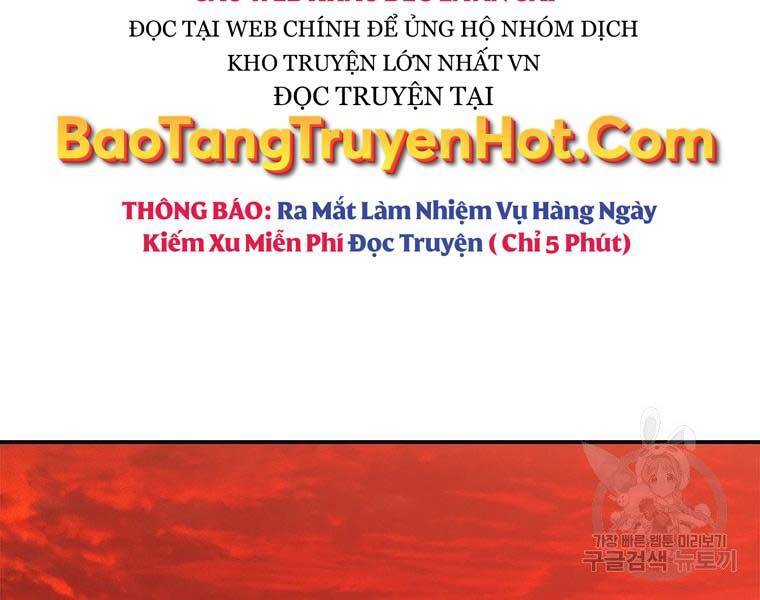 ĐỌC TẠI WEB CHÍNH ĐỂ ỦNG HỘ NHÓM DỊCH
KHO TRUYỆN LỚN NHẤT VN
ĐỌC TRUYỆN TẠI
BaoTangTruyenHot.Com
THÔNG BÁO: Ra Mắt Làm Nhiệm Vụ Hàng Ngày
Kiếm Xu Miễn Phí Đọc Truyện ( Chỉ 5 Phút)
가장 빠른 웹툰 미리보기
구글검색 뉴토끼